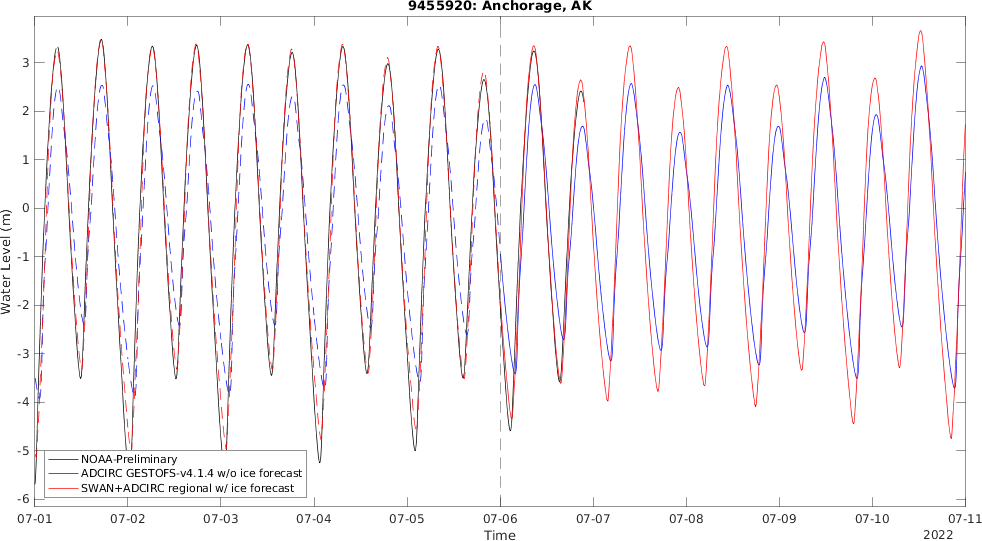 9455920: Anchorage, AK
Water Level (m)
3
2
1
0
-1
-2
-3
-4
-5
-6
NOAA-Preliminary
ADCIRC GESTOFS-v4.1.4 w/o ice forecast
SWAN+ADCIRC regional w/ ice forecast
07-01 07-02 07-03 07-04 07-05 07-06 07-07 07-08 07-09 07-10 07-11
Time
2022